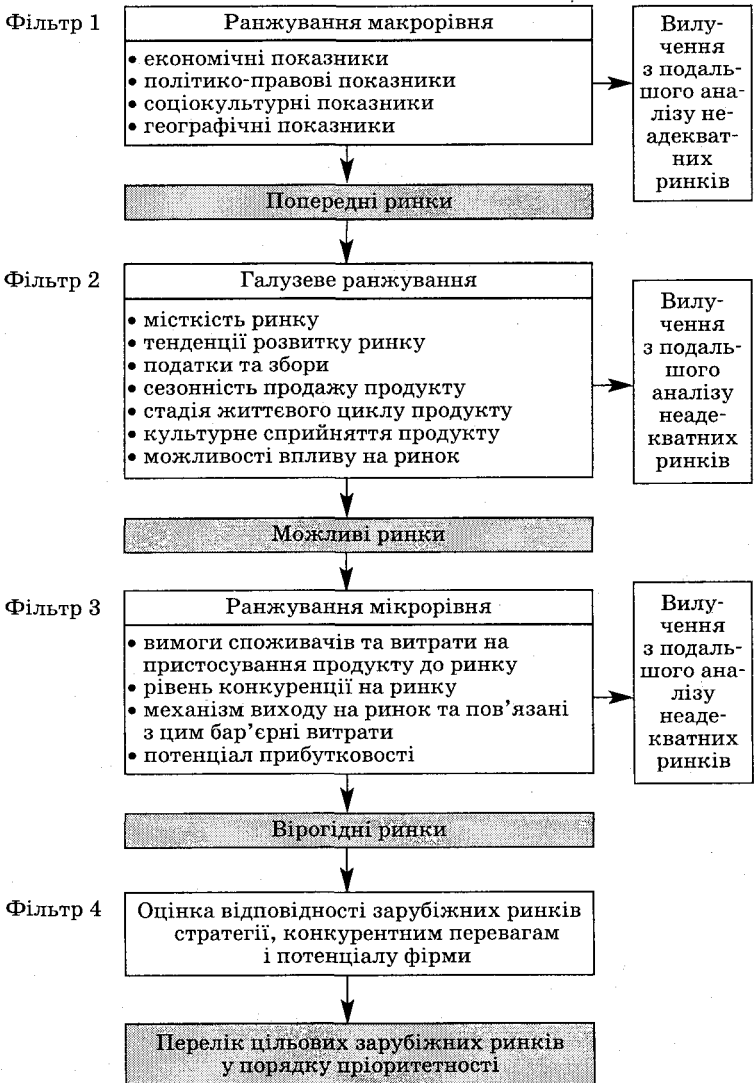 Фільтр 1
Ранжування макрорівня
• економічні показники
• політико-правові показники
• соціокультурні показники
• географічні показники
Вилу-
чення
з подаль-
шого ана-
лізу не-
адекват-
них
ринків
Попередні ринки
Фільтр 2
Галузеве ранжування
• місткість ринку
• тенденції розвитку ринку
• податки та збори
• сезонність продажу продукту
• стадія життєвого циклу продукту
• культурне сприйняття продукту
• можливості впливу на ринок
Вилу-
чення
з подаль-
шого
аналізу
неаде-
кватних
ринків
Можливі ринки
Фільтр 3
Ранжування мікрорівня
• вимоги споживачів та витрати на
пристосування продукту до ринку
• рівень конкуренції на ринку
• механізм виходу на ринок та пов’язані
з цим бар’єрні витрати
• потенціал прибутковості
Вилу-
чення
з подаль-
шого ана-
лізу
неаде-
кватних
ринків
Вірогідні ринки
Фільтр 4
Оцінка відповідності зарубіжних ринків
стратегії, конкурентним перевагам
і потенціалу фірми
Перелік цільових зарубіжних ринків
у порядку пріоритетності